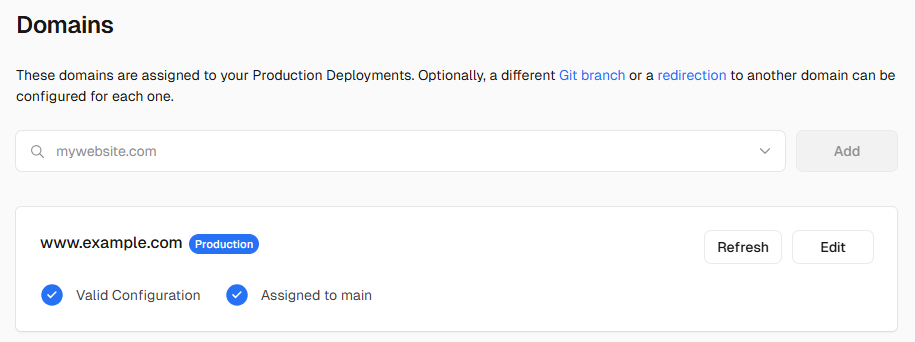 Domains
These domains are assigned to your Production Deployments. Optionally, a different Git branch or a redirection to another domain can be
configured for each one.
mywebsite.com
Add
www.example.com Production
Refresh
Edit
Valid Configuration
Assigned to main